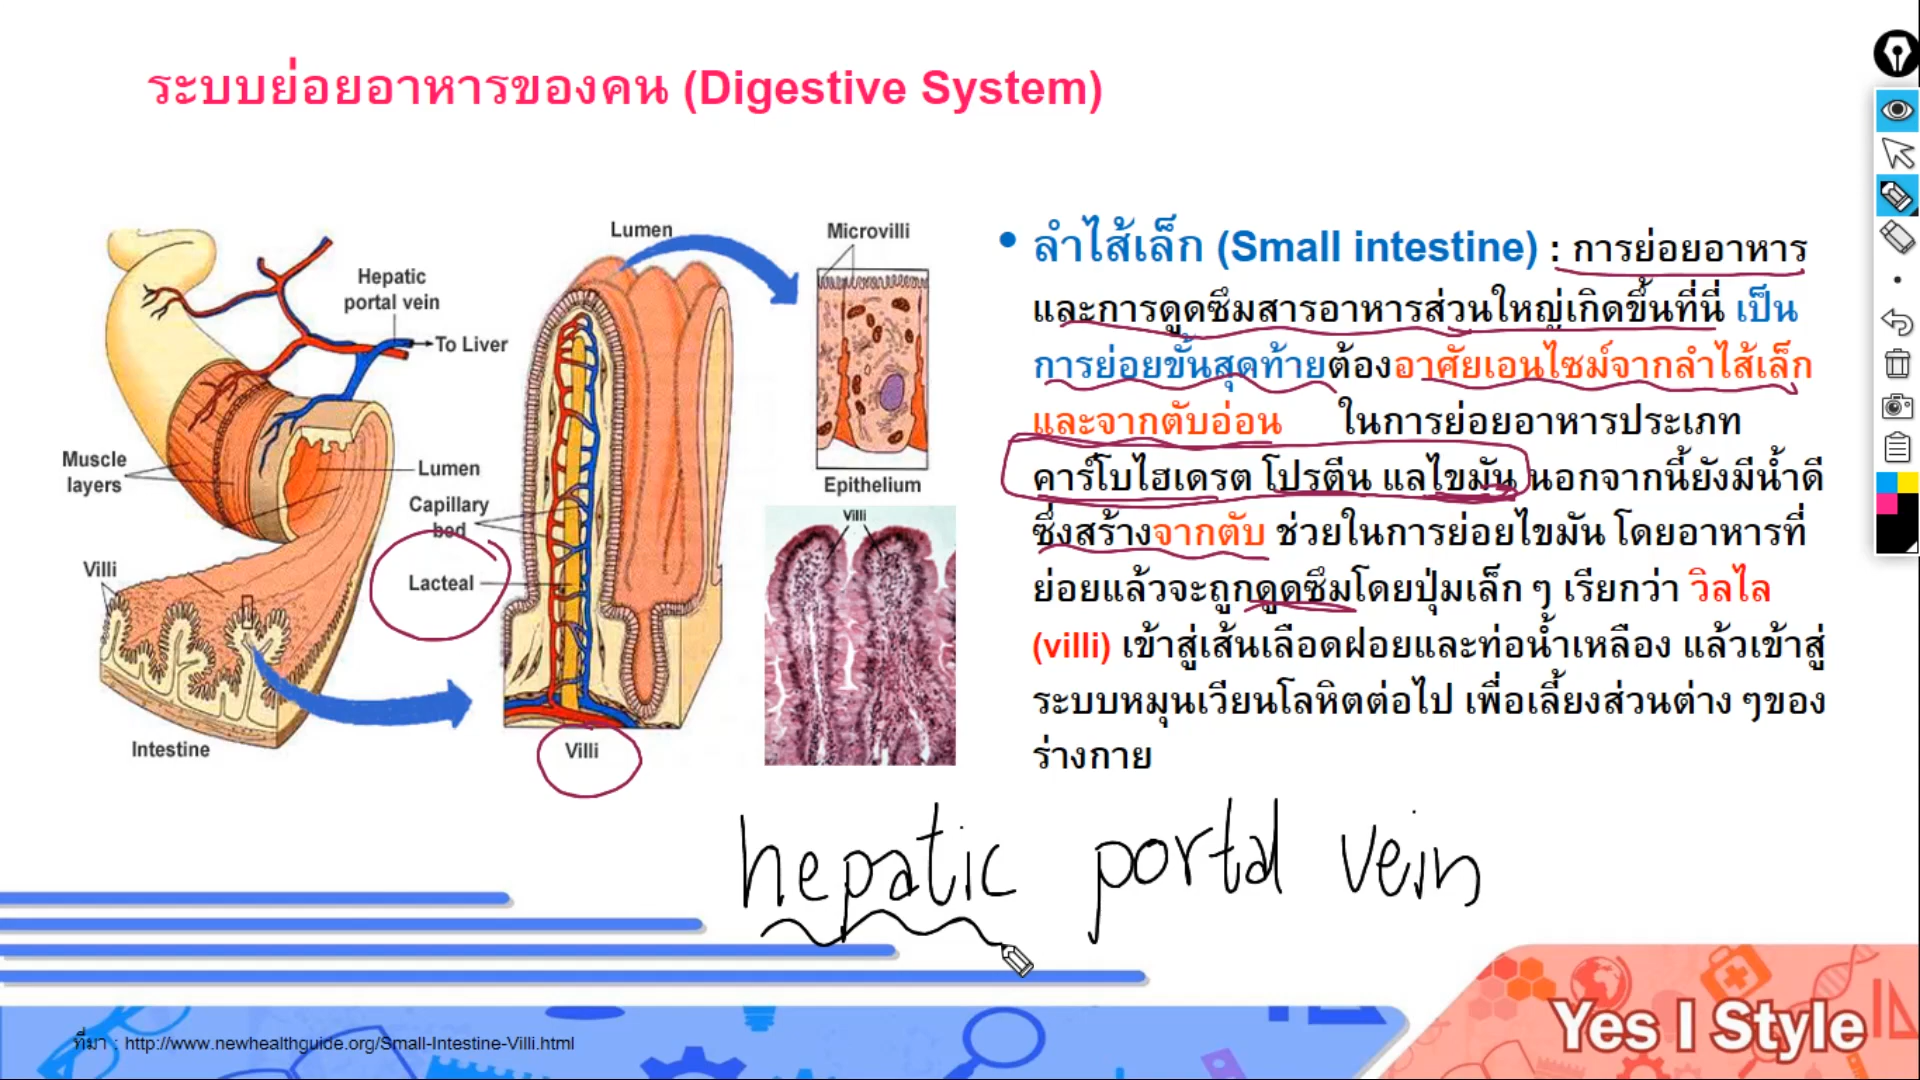 ระบบย่อยอาหารของคน (Digestive System)
Lumen
Microvilli
Hepatic
portal vein
To Liver
Muscle
layers
Lumen
Capillary
bed
Epithelium
Villi
Villi
Lacteal
Intestine
Villi
• ลำไส้เล็ก (Small intestine) : การย่อยอาหาร
และการดูดซึมสารอาหารส่วนใหญ่เกิดขึ้นที่นี่ เป็น
การย่อยขั้นสุดท้ายต้องอาศัยเอนไซม์จากลำไส้เล็ก
และจากตับอ่อน ในการย่อยอาหารประเภท
คาร์โบไฮเดรต โปรตีน แลไขมัน นอกจากนี้ยังมีน้ำดี
ซึ่งสร้างจากตับ ช่วยในการย่อยไขมัน โดยอาหารที่
ย่อยแล้วจะถูกดูดซึมโดยปุ่มเล็ก ๆ เรียกว่า วิลไล
(villi) เข้าสู่เส้นเลือดฝอยและท่อน้ำเหลือง แล้วเข้าสู่
ระบบหมุนเวียนโลหิตต่อไป เพื่อเลี้ยงส่วนต่าง ๆของ
ร่างกาย
hepatic portal vein
ที่มา : http://www.newhealthguide.org/Small-Intestine-Villi.html
Yes I Style